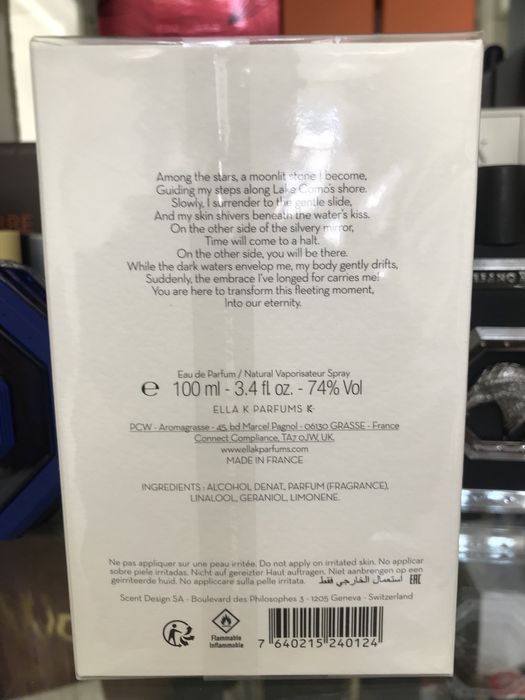 Among the stars, a moonlit stone I become,
Guiding my steps along Lake Como's shore.
Slowly, I surrender to the gentle slide,
And my skin shivers beneath the water's kiss.
On the other side of the silvery mirror,
Time will come to a halt.
On the other side, you will be there.
While the dark waters envelop me, my body gently drifts,
Suddenly, the embrace I've longed for carries me!
You are here to transform this fleeting moment,
Into our eternity.
Eau de Parfum / Natural Vaporisateur Spray
e 100 ml - 3.4 fl. oz. - 74% Vol
ELLA K PARFUMS K
PCW - Aromagrasse - 45, bd Marcel Pagnol - 06130 GRASSE - France
Connect Compliance, TA7 0JW, UK
www.ellakparfums.com
MADE IN FRANCE
INGREDIENTS : ALCOHOL DENAT, PARFUM (FRAGRANCE),
LINALOOL, GERANIOL, LIMONENE.
Ne pas appliquer sur une peau irritée. Do not apply on irritated skin. No applicar
sobre piele irritadas. Nicht auf gereizter Haut auftragen. Niet aanbrengen op een
geirriteerde huid. No appliccare sulla pelle irritata. استعمال الخارجي فقط EAC
Scent Design SA - Boulevard des Philosophes 3 - 1205 Geneva - Switzerland
Flammable
Inflammable
7 640215 240124